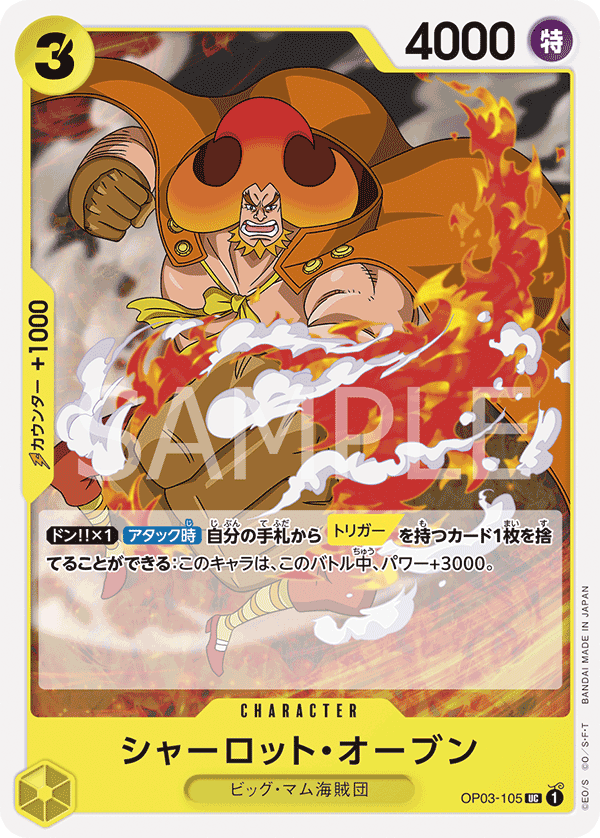 3
4000
特
カウンター +1000
SAMPLE
ドン!!×1 アタック時 自分の手札から トリガー を持つカード1枚を捨
てることができる:このキャラは、このバトル中、パワー+3000。
CHARACTER
シャーロット・オーブン
ビッグ・マム海賊団
OP03-105 UC 1
©E.O/S ©O/S・F・T BANDAI MADE IN JAPAN